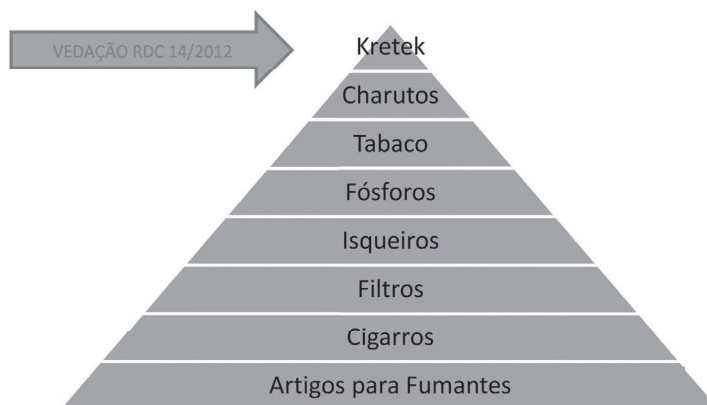 VEDAÇÃO RDC 14/2012
Kretek
Charutos
Tabaco
Fósforos
Isqueiros
Filtros
Cigarros
Artigos para Fumantes